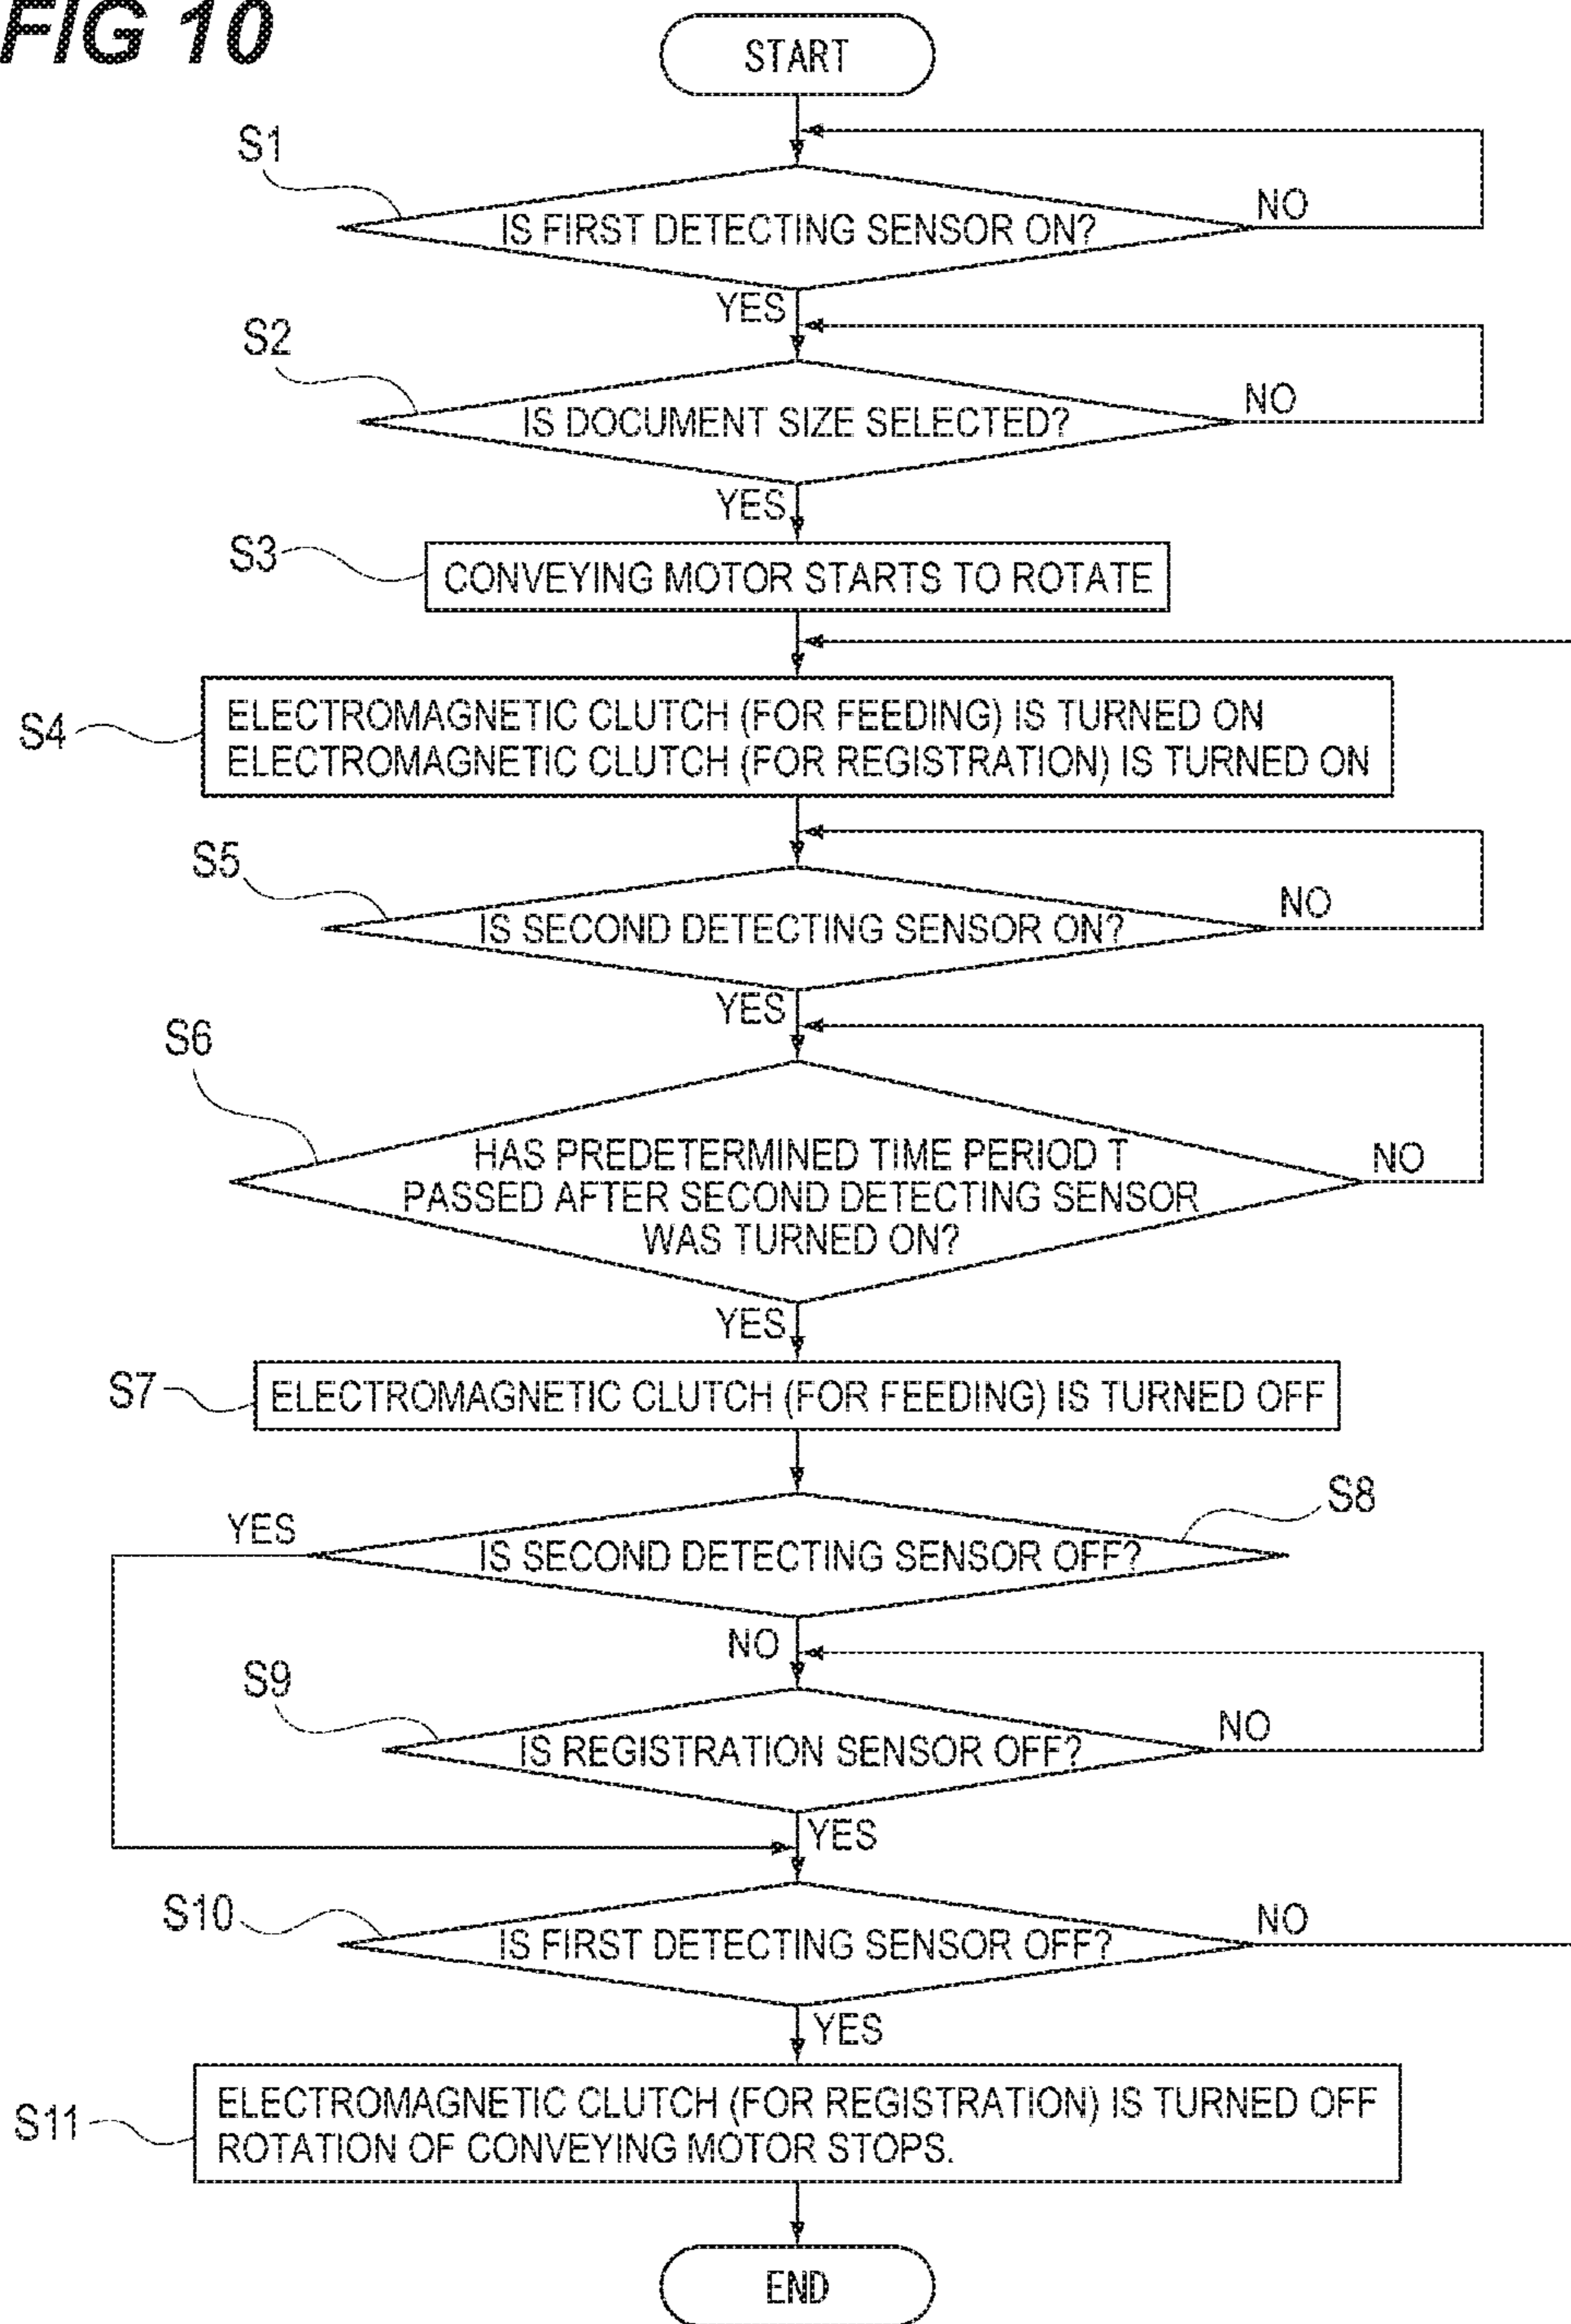 FIG 10
START
S1
IS FIRST DETECTING SENSOR ON?
NO
YES
S2
IS DOCUMENT SIZE SELECTED?
NO
YES
S3
CONVEYING MOTOR STARTS TO ROTATE
S4
ELECTROMAGNETIC CLUTCH (FOR FEEDING) IS TURNED ON
ELECTROMAGNETIC CLUTCH (FOR REGISTRATION) IS TURNED ON
S5
IS SECOND DETECTING SENSOR ON?
NO
YES
S6
HAS PREDETERMINED TIME PERIOD T
PASSED AFTER SECOND DETECTING SENSOR
WAS TURNED ON?
NO
YES
S7
ELECTROMAGNETIC CLUTCH (FOR FEEDING) IS TURNED OFF
S8
YES
IS SECOND DETECTING SENSOR OFF?
NO
S9
IS REGISTRATION SENSOR OFF?
NO
YES
S10
IS FIRST DETECTING SENSOR OFF?
NO
YES
S11
ELECTROMAGNETIC CLUTCH (FOR REGISTRATION) IS TURNED OFF
ROTATION OF CONVEYING MOTOR STOPS.
END